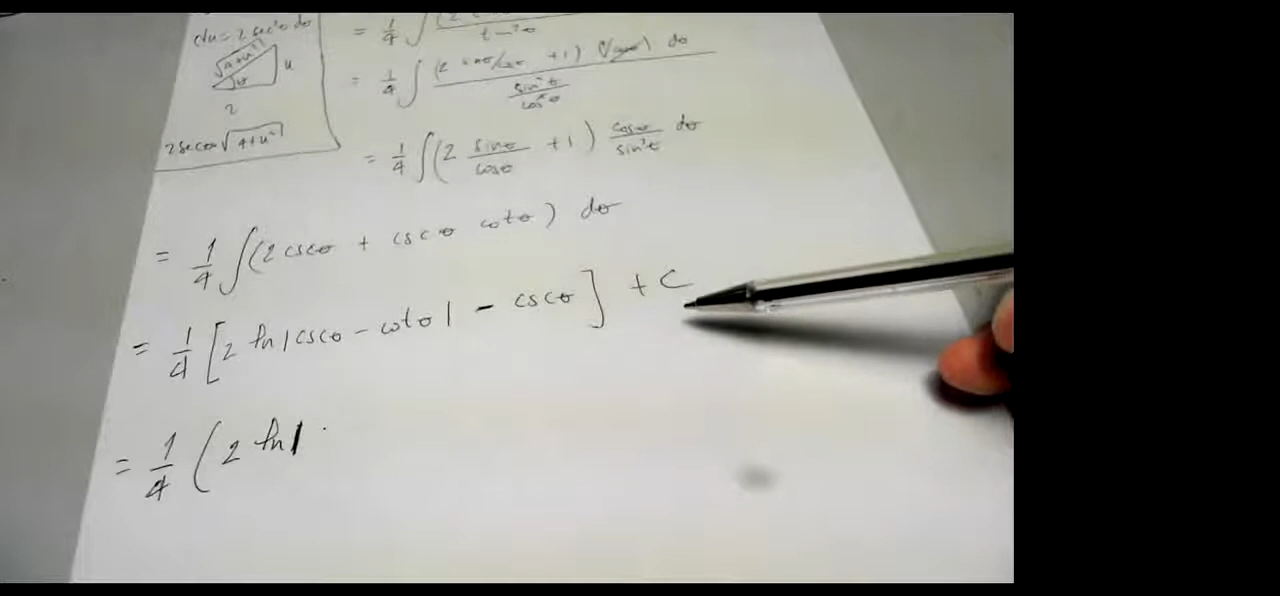 du = 2 sec²θ dθ
√4+u²
u
θ
2
2secθ √4+u²
= 1/4 ∫ (2
tan²θ
= 1/4 ∫ (2 sinθ/cosθ +1) dθ
sin²θ
cos²θ
= 1/4 ∫ (2 sinθ/cosθ +1) cosθ/sin²θ dθ
= 1/4 ∫ (2 cscθ + cscθ cotθ) dθ
= 1/4 [2 ln|cscθ - cotθ| - cscθ] + C
= 1/4 (2 ln|